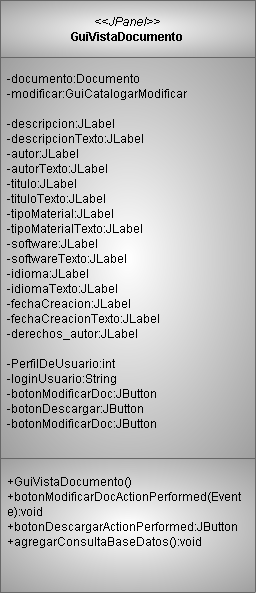 <<JPanel>>
GuiVistaDocumento
-documento:Documento
-modificar:GuiCatalogarModificar
-descripcion:JLabel
-descripcionTexto:JLabel
-autor:JLabel
-autorTexto:JLabel
-titulo:JLabel
-tituloTexto:JLabel
-tipoMaterial:JLabel
-tipoMaterialTexto:JLabel
-software:JLabel
-softwareTexto:JLabel
-idioma:JLabel
-idiomaTexto:JLabel
-fechaCreacion:JLabel
-fechaCreacionTexto:JLabel
-derechos_autor:JLabel
-PerfilDeUsuario:int
-loginUsuario:String
-botonModificarDoc:JButton
-botonDescargar:JButton
-botonModificarDoc:JButton
+GuiVistaDocumento()
+botonModificarDocActionPerformed(Event
e):void
+botonDescargarActionPerformed:JButton
+agregarConsultaBaseDatos():void